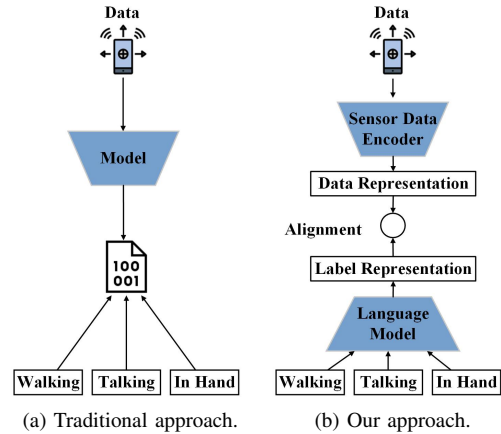 Data
Model
100
001
Walking
Talking
In Hand
(a) Traditional approach.
Data
Sensor Data
Encoder
Data Representation
Alignment
Label Representation
Language
Model
Walking
Talking
In Hand
(b) Our approach.